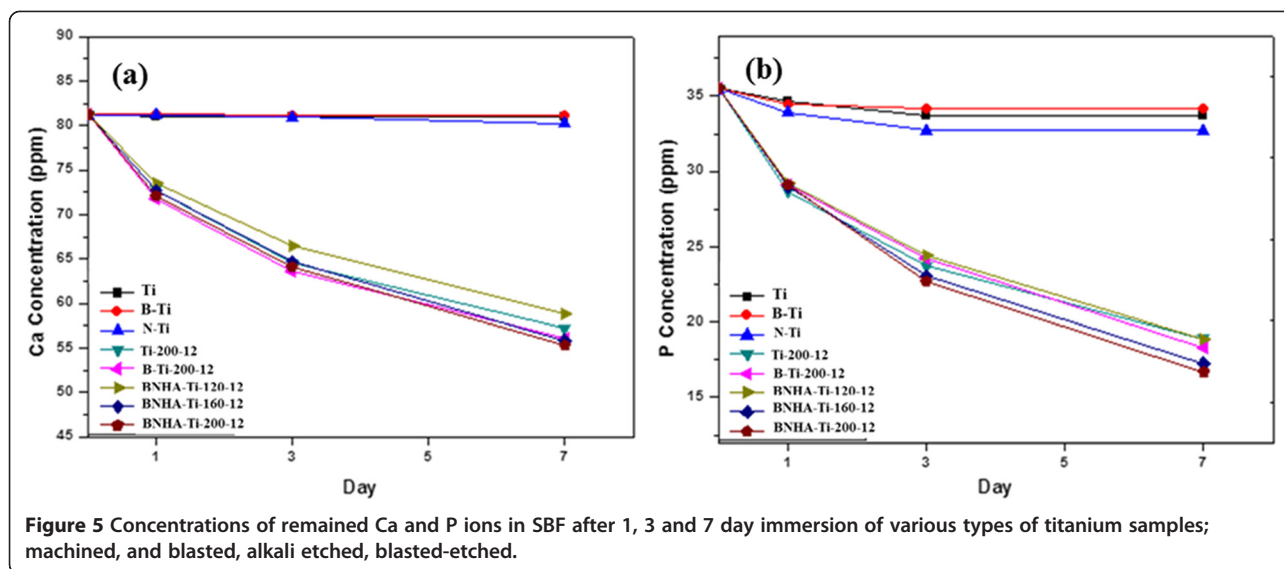 (a)
Ca Concentration (ppm)
90
85
80
75
70
65
60
55
50
45
Ti
B-Ti
N-Ti
Ti-200-12
B-Ti-200-12
BNHA-Ti-120-12
BNHA-Ti-160-12
BNHA-Ti-200-12
1 3 5 7
Day
(b)
P Concentration (ppm)
35
30
25
20
15
Ti
B-Ti
N-Ti
Ti-200-12
B-Ti-200-12
BNHA-Ti-120-12
BNHA-Ti-160-12
BNHA-Ti-200-12
1 3 5 7
Day
Figure 5 Concentrations of remained Ca and P ions in SBF after 1, 3 and 7 day immersion of various types of titanium samples;
machined, and blasted, alkali etched, blasted-etched.